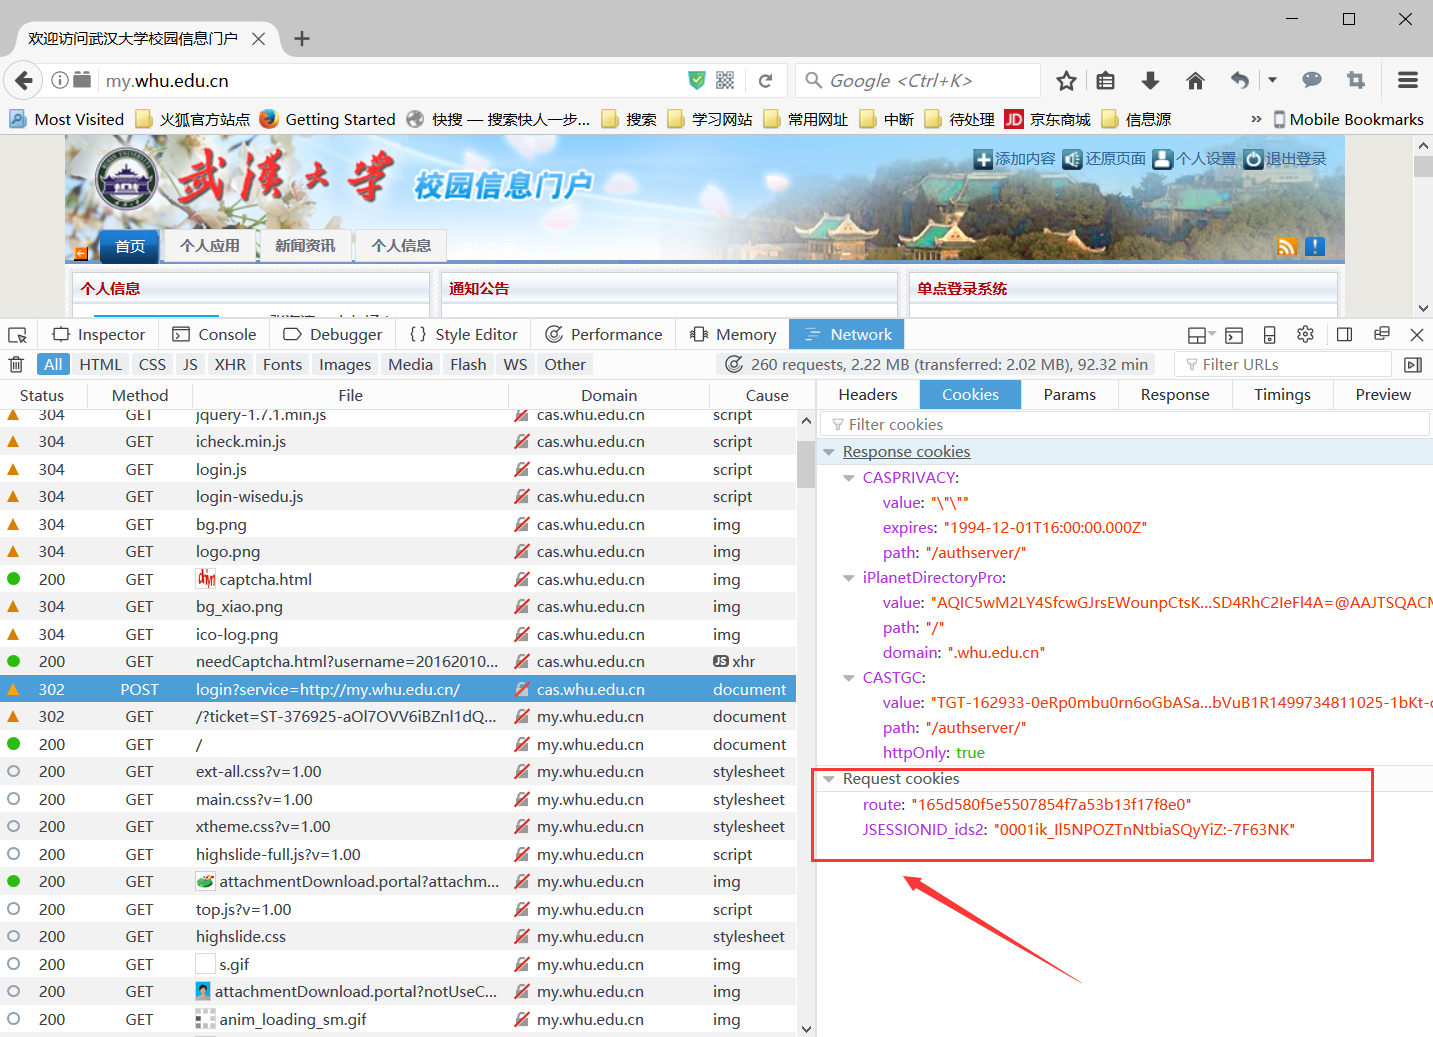 欢迎访问武汉大学校园信息门户
my.whu.edu.cn
Google <Ctrl+K>
Most Visited 火狐官方站点 Getting Started 快搜 — 搜索快人一步... 搜索 学习网站 常用网址 中断 待处理 JD 京东商城 信息源 » Mobile Bookmarks
武漢大学 校园信息门户
添加内容 还原页面 个人设置 退出登录
首页 个人应用 新闻资讯 个人信息
个人信息 通知公告 单点登录系统
Inspector Console Debugger Style Editor Performance Memory Network
All HTML CSS JS XHR Fonts Images Media Flash WS Other 260 requests, 2.22 MB (transferred: 2.02 MB), 92.32 min Filter URLs
Status Method File Domain Cause
304 GET jquery-1.7.1.min.js cas.whu.edu.cn script
304 GET icheck.min.js cas.whu.edu.cn script
304 GET login.js cas.whu.edu.cn script
304 GET login-wisedu.js cas.whu.edu.cn script
304 GET bg.png cas.whu.edu.cn img
304 GET logo.png cas.whu.edu.cn img
200 GET captcha.html cas.whu.edu.cn img
304 GET bg_xiao.png cas.whu.edu.cn img
304 GET ico-log.png cas.whu.edu.cn img
200 GET needCaptcha.html?username=20162010... cas.whu.edu.cn JS xhr
302 POST login?service=http://my.whu.edu.cn/ cas.whu.edu.cn document
302 GET /?ticket=ST-376925-aOl7OVV6iBZnl1dQ... my.whu.edu.cn document
200 GET / my.whu.edu.cn document
200 GET ext-all.css?v=1.00 my.whu.edu.cn stylesheet
200 GET main.css?v=1.00 my.whu.edu.cn stylesheet
200 GET xtheme.css?v=1.00 my.whu.edu.cn stylesheet
200 GET highslide-full.js?v=1.00 my.whu.edu.cn script
200 GET attachmentDownload.portal?attachm... my.whu.edu.cn img
200 GET top.js?v=1.00 my.whu.edu.cn script
200 GET highslide.css my.whu.edu.cn stylesheet
200 GET s.gif my.whu.edu.cn img
200 GET attachmentDownload.portal?notUseC... my.whu.edu.cn img
200 GET anim_loading_sm.gif my.whu.edu.cn img
Headers Cookies Params Response Timings Preview
Filter cookies
Response cookies
CASPRIVACY:
value: "\"\""
expires: "1994-12-01T16:00:00.000Z"
path: "/authserver/"
iPlanetDirectoryPro:
value: "AQIC5wM2LY4SfcwGJrsEWounpCtsK...SD4RhC2IeFl4A=@AAJTSQACM
path: "/"
domain: ".whu.edu.cn"
CASTGC:
value: "TGT-162933-0eRp0mbu0rn6oGbASa...bVuB1R1499734811025-1bKt-
path: "/authserver/"
httpOnly: true
Request cookies
route: "165d580f5e5507854f7a53b13f17f8e0"
JSESSIONID_ids2: "0001ik_Il5NPOZTnNtbiaSQyYiZ:-7F63NK"